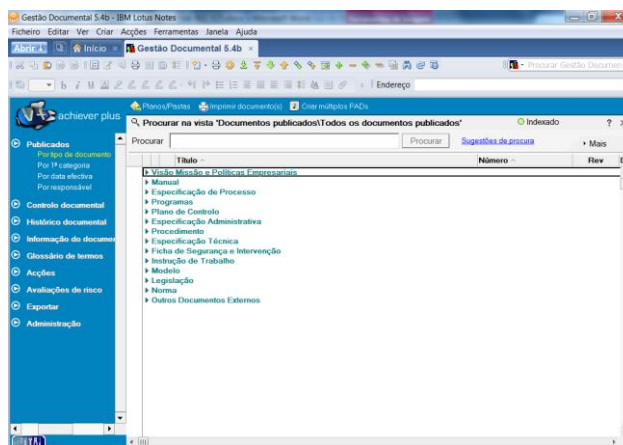 Gestão Documental 5.4b - IBM Lotus Notes
Ficheiro Editar Ver Criar Acções Ferramentas Janela Ajuda
Abrir Início × Gestão Documental 5.4b ×
Procurar Gestão Documen
Endereço
achiever plus
Planos/Pastas Imprimir documento(s) Criar múltiplos PADs
Procurar na vista 'Documentos publicados\Todos os documentos publicados' Indexado ?
Procurar Procurar Sugestões de procura Mais
Título Número Rev
Publicados
Por tipo de documento
Por 1ª categoria
Por data efectiva
Por responsável
Controlo documental
Histórico documental
Informação do documen
Glossário de termos
Acções
Avaliações de risco
Exportar
Administração
Visão Missão e Políticas Empresariais
Manual
Especificação de Processo
Programas
Plano de Controlo
Especificação Administrativa
Procedimento
Especificação Técnica
Ficha de Segurança e Intervenção
Instrução de Trabalho
Modelo
Legislação
Norma
Outros Documentos Externos